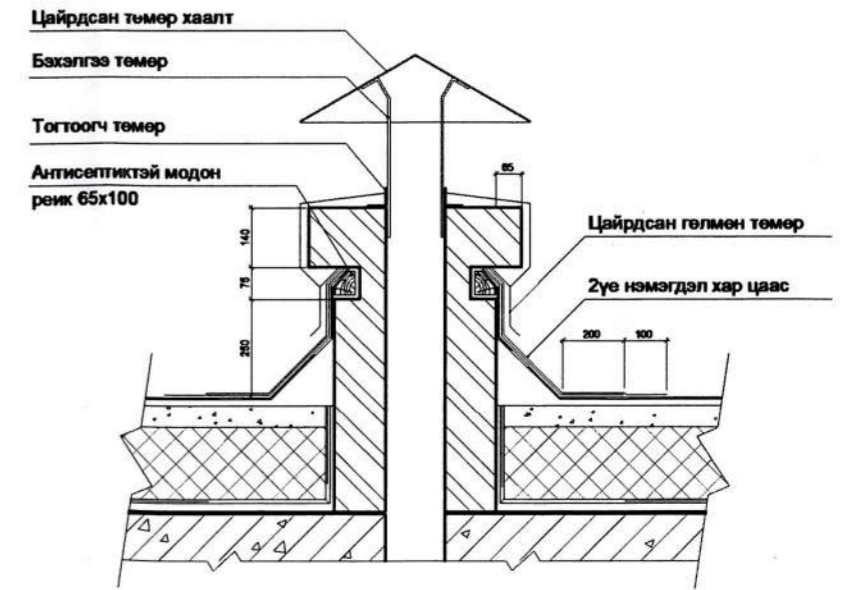 Цайрдсан төмөр хаалт
Бэхэлгээ төмөр
Тогтоогч төмөр
Антисептиктэй модон
реик 65x100
65
140
75
250
Цайрдсан гөлмөн төмөр
2үе нэмэгдэл хар цаас
200
100